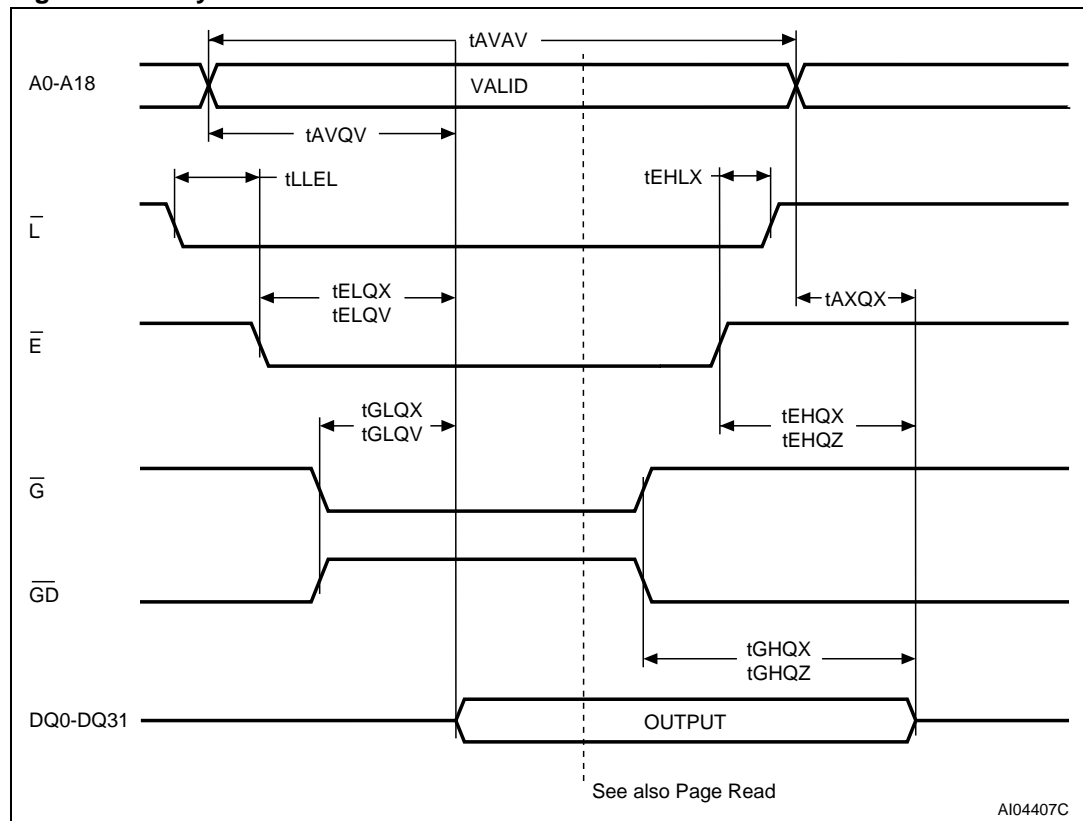 tAVAV
A0-A18
VALID
tAVQV
tLLEL
tEHLX
L̅
tELQX
tELQV
tAXQX
E̅
tGLQX
tGLQV
tEHQX
tEHQZ
G̅
G̅D̅
tGHQX
tGHQZ
DQ0-DQ31
OUTPUT
See also Page Read
AI04407C